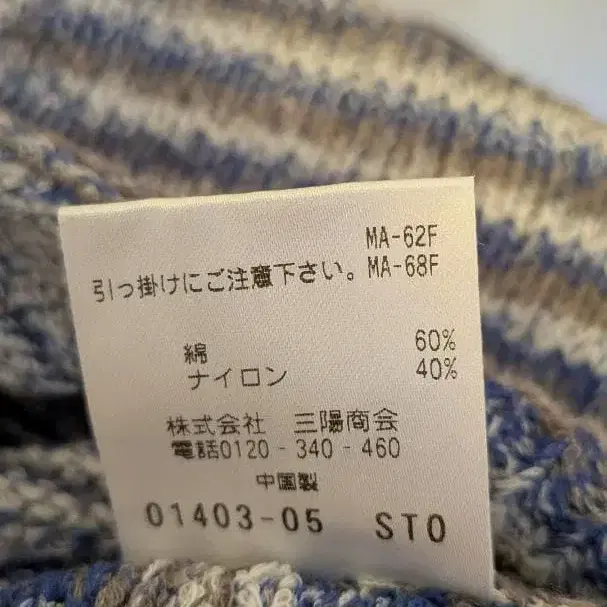 MA-62F
引っ掛けにご注意下さい。MA-68F
綿 60%
ナイロン 40%
株式会社 三陽商会
電話0120-340-460
中国製
01403-05 STO